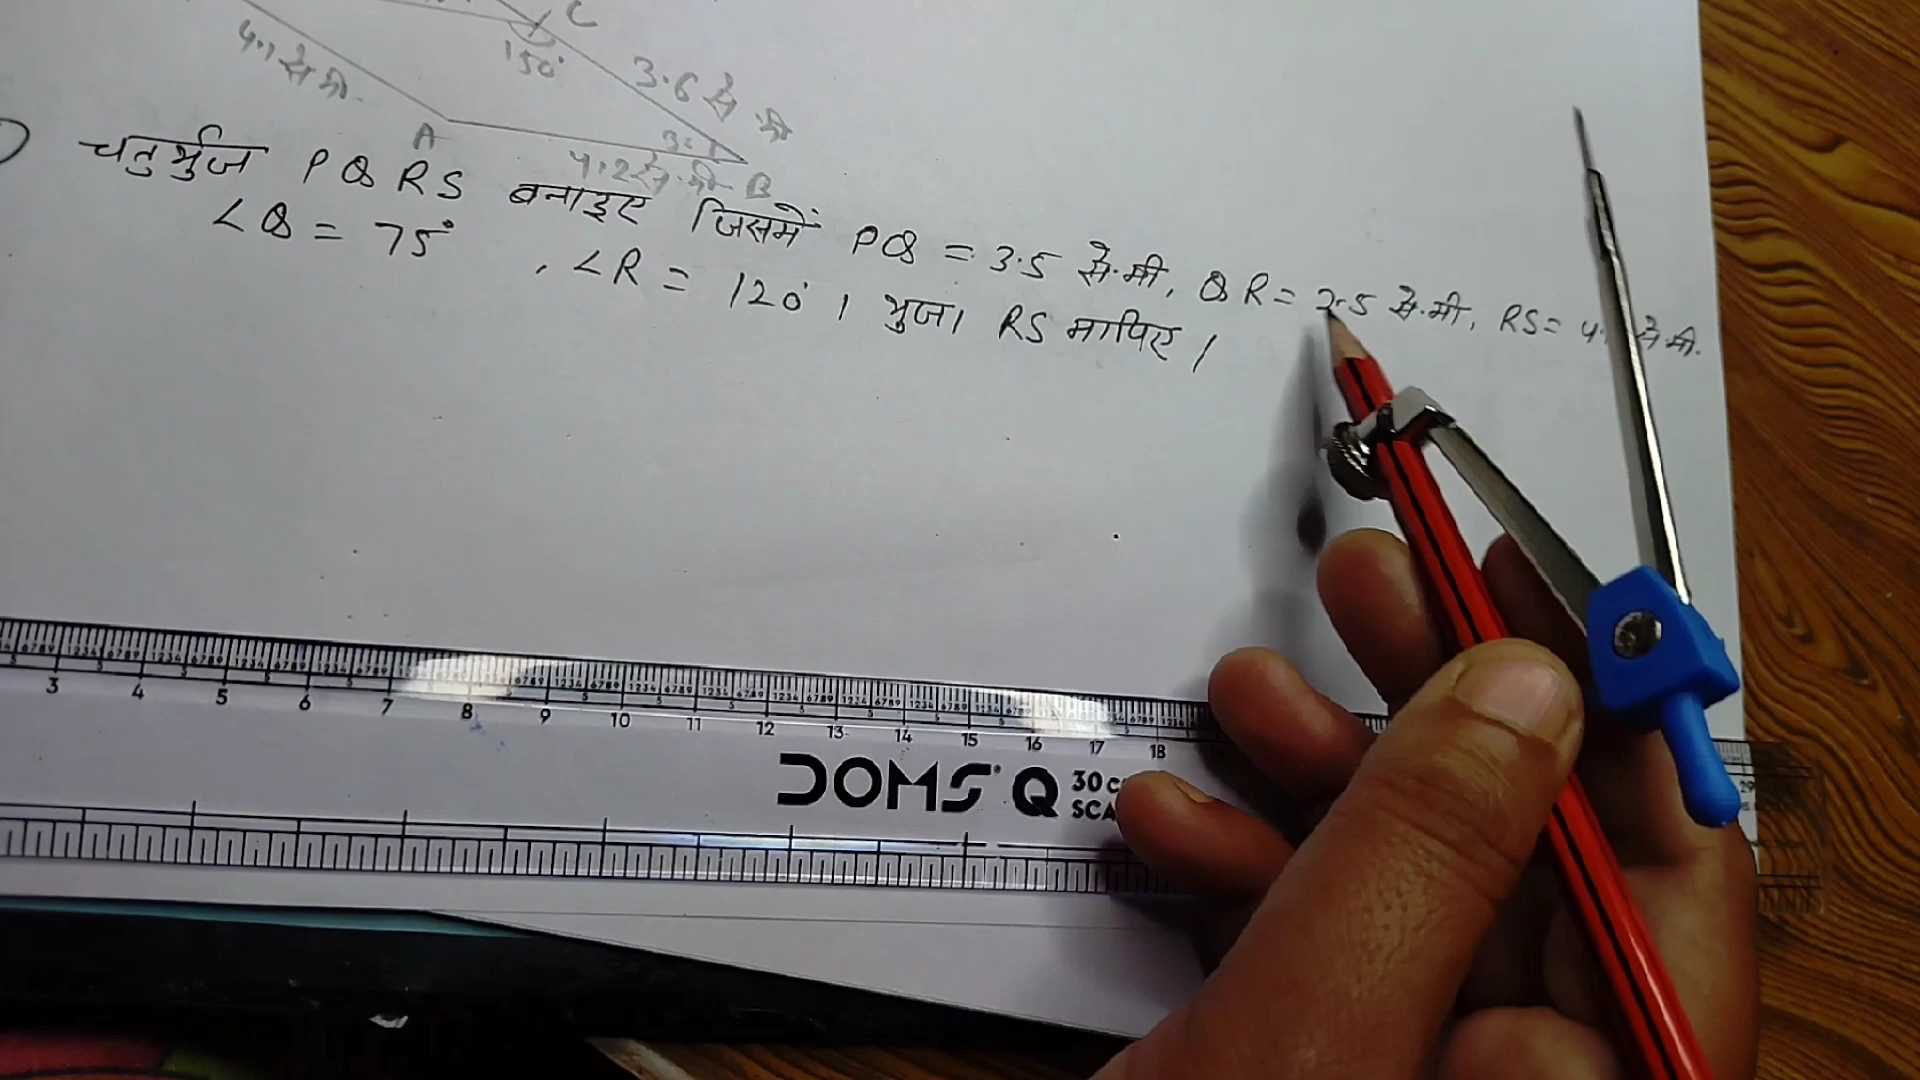 C
150°
4.1 से.मी.
3.6 से.मी
A
4.2 से.मी. B
चतुर्भुज PQRS बनाइए जिसमें PQ = 3.5 से.मी, QR = 2.5 से.मी, RS = से.मी.
∠Q = 75° , ∠R = 120° । भुजा RS मापिए ।
3 4 5 6 7 8 9 10 11 12 13 14 15 16 17 18
DOMS Q 30